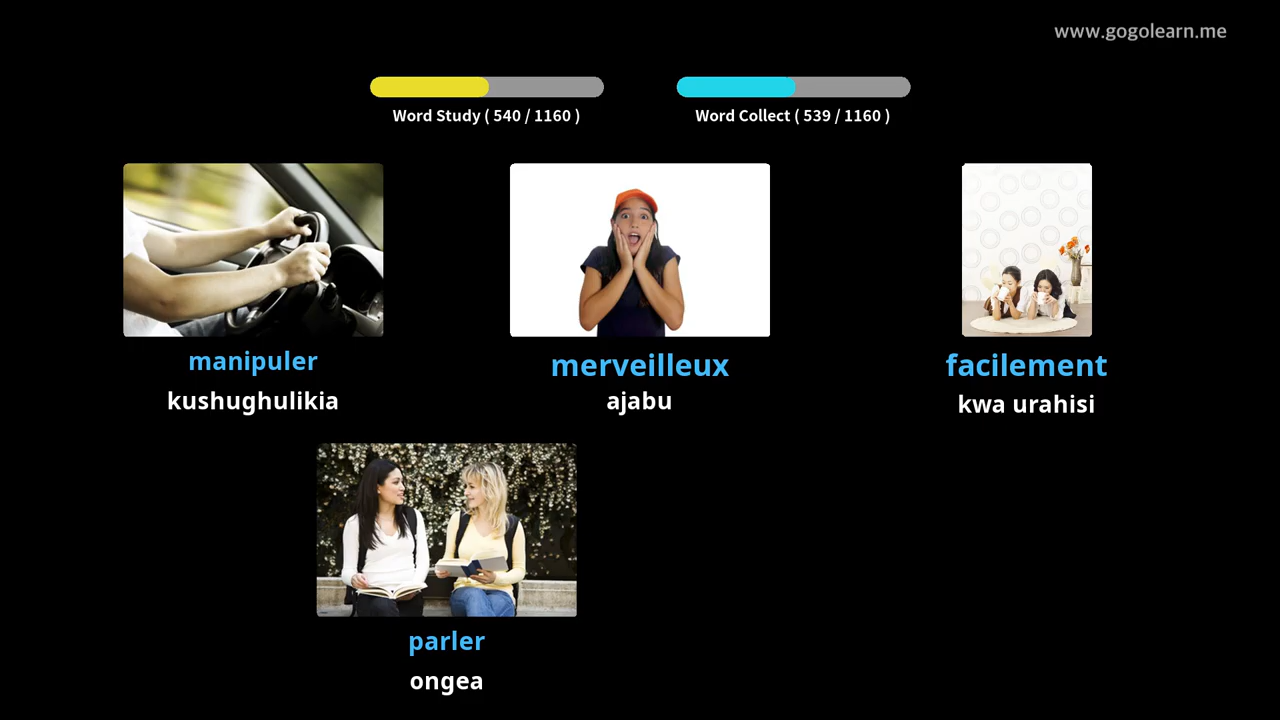 www.gogolearn.me
Word Study ( 540 / 1160 )
Word Collect ( 539 / 1160 )
manipuler
kushughulikia
merveilleux
ajabu
facilement
kwa urahisi
parler
ongea